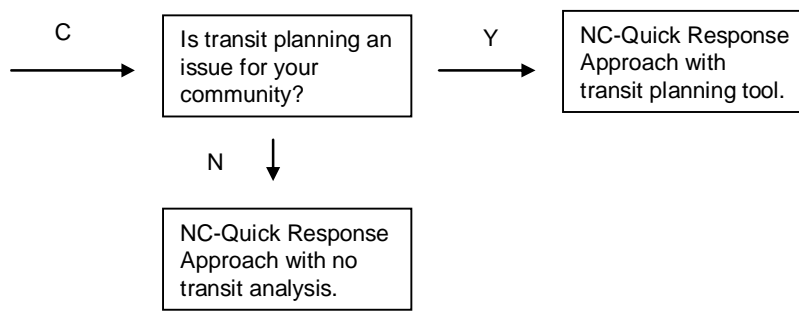 C
Is transit planning an
issue for your
community?
Y
NC-Quick Response
Approach with
transit planning tool.
N
NC-Quick Response
Approach with no
transit analysis.